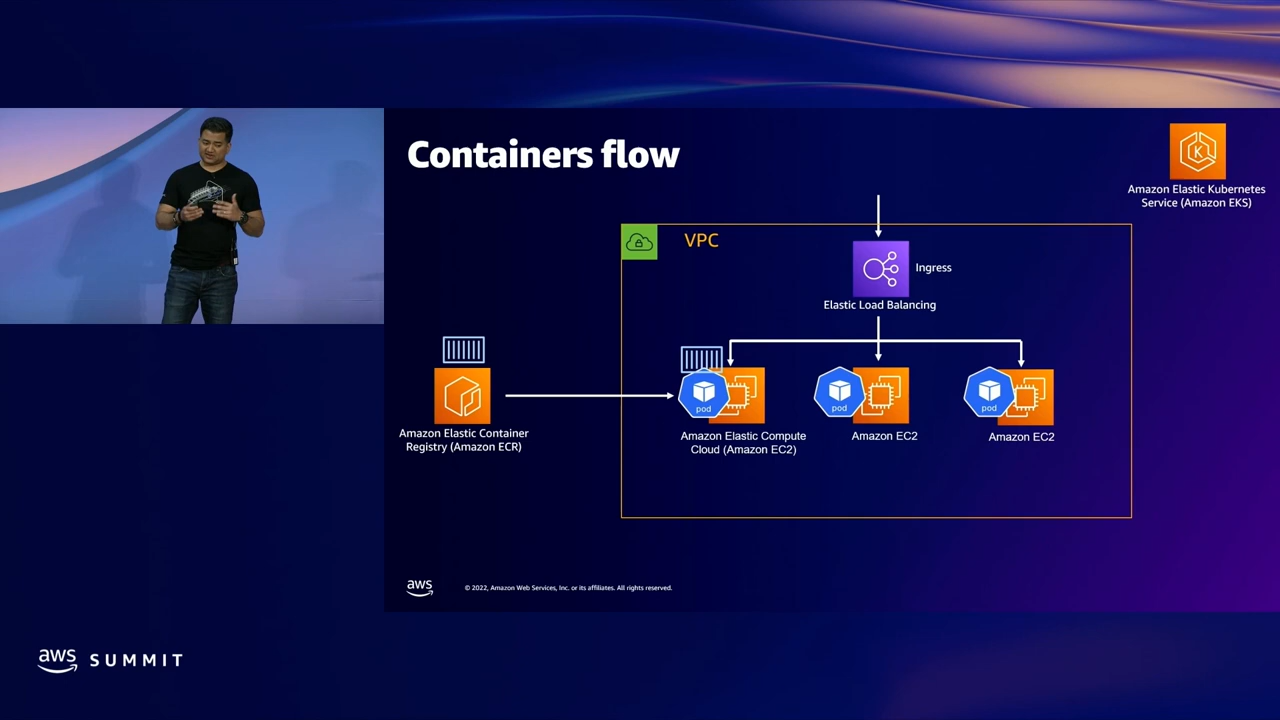 Containers flow
Amazon Elastic Kubernetes
Service (Amazon EKS)
VPC
Ingress
Elastic Load Balancing
pod
pod
pod
Amazon Elastic Container
Registry (Amazon ECR)
Amazon Elastic Compute
Cloud (Amazon EC2)
Amazon EC2
Amazon EC2
aws
© 2022, Amazon Web Services, Inc. or its affiliates. All rights reserved.
aws SUMMIT